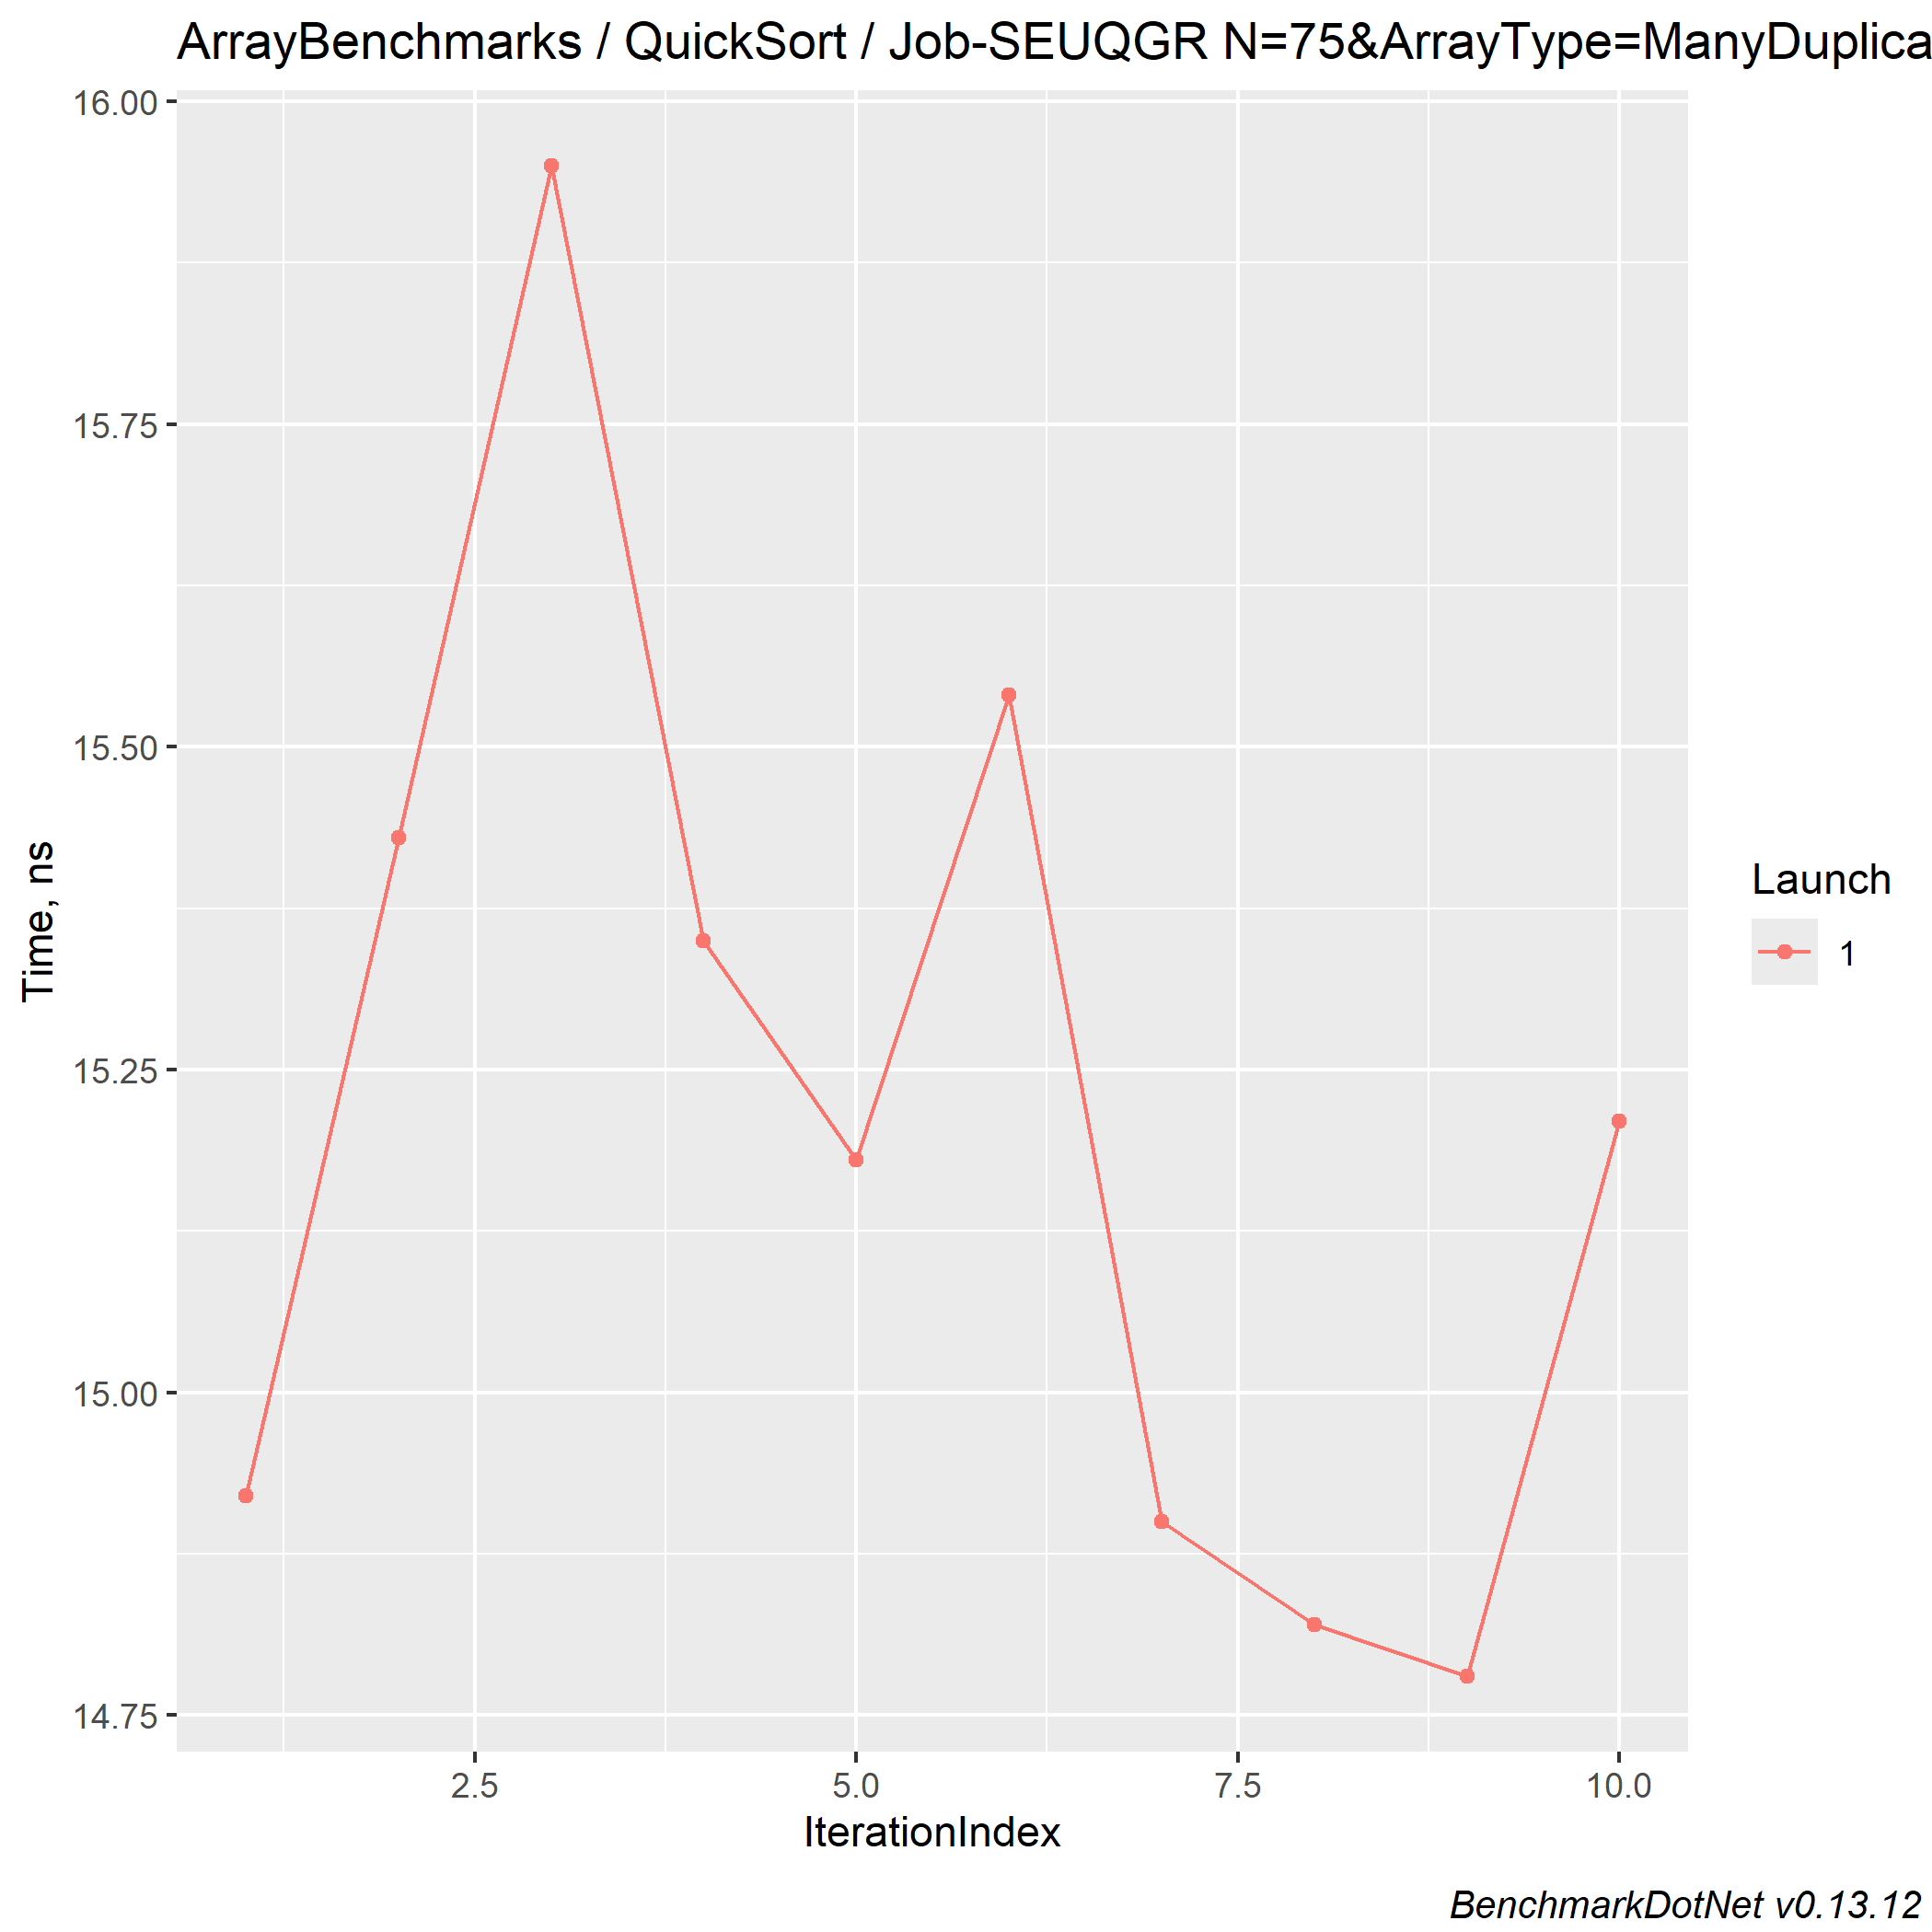 ArrayBenchmarks / QuickSort / Job-SEUQGR N=75&ArrayType=ManyDuplica
16.00
15.75
15.50
15.25
15.00
14.75
Time, ns
2.5 5.0 7.5 10.0
IterationIndex
Launch
1
BenchmarkDotNet v0.13.12